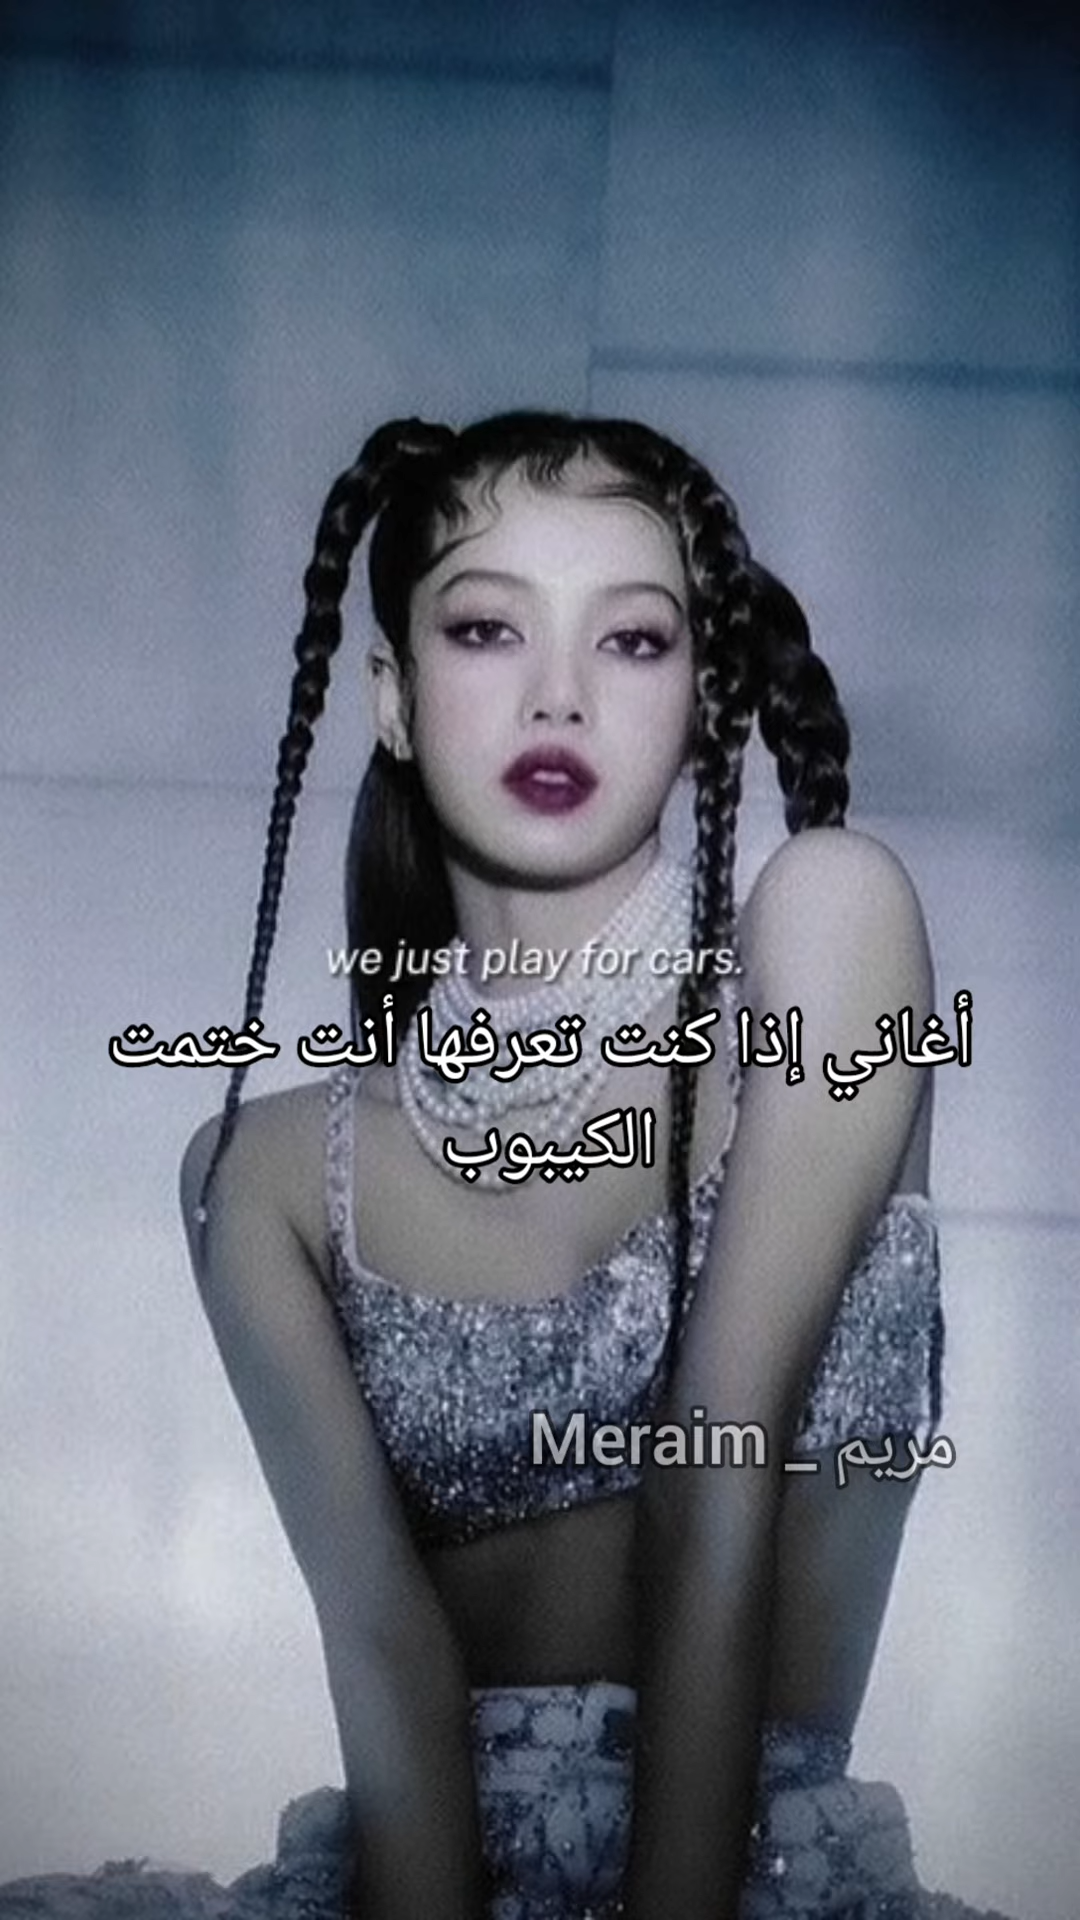 we just play for cars.
أغاني إذا كنت تعرفها أنت ختمت
الكيبوب
Meraim _ مريم